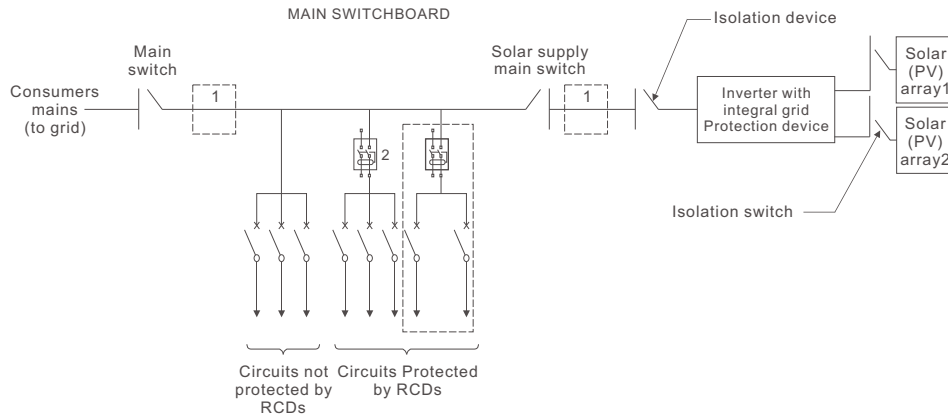 MAIN SWITCHBOARD
Isolation device
Main
switch
Solar supply
main switch
Solar
(PV)
array1
Consumers
mains
(to grid)
1
1
Inverter with
integral grid
Protection device
Solar
(PV)
array2
2
Isolation switch
Circuits not
protected by
RCDs
Circuits Protected
by RCDs